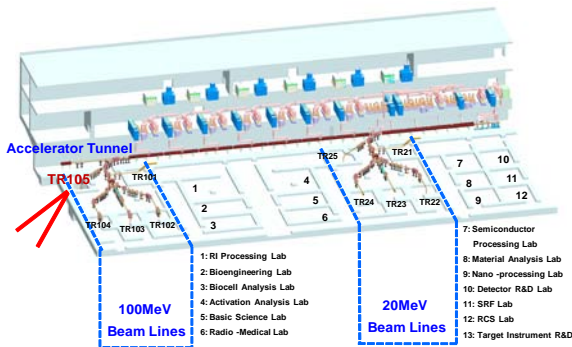 Accelerator Tunnel
TR105
TR101
TR104
TR103
TR102
1
2
3
4
5
6
TR25
TR21
TR24
TR23
TR22
7
8
9
10
11
12
100MeV
Beam Lines
20MeV
Beam Lines
1: RI Processing Lab
2: Bioengineering Lab
3: Biocell Analysis Lab
4: Activation Analysis Lab
5: Basic Science Lab
6: Radio -Medical Lab
7: Semiconductor
Processing Lab
8: Material Analysis Lab
9: Nano -processing Lab
10: Detector R&D Lab
11: SRF Lab
12: RCS Lab
13: Target Instrument R&D